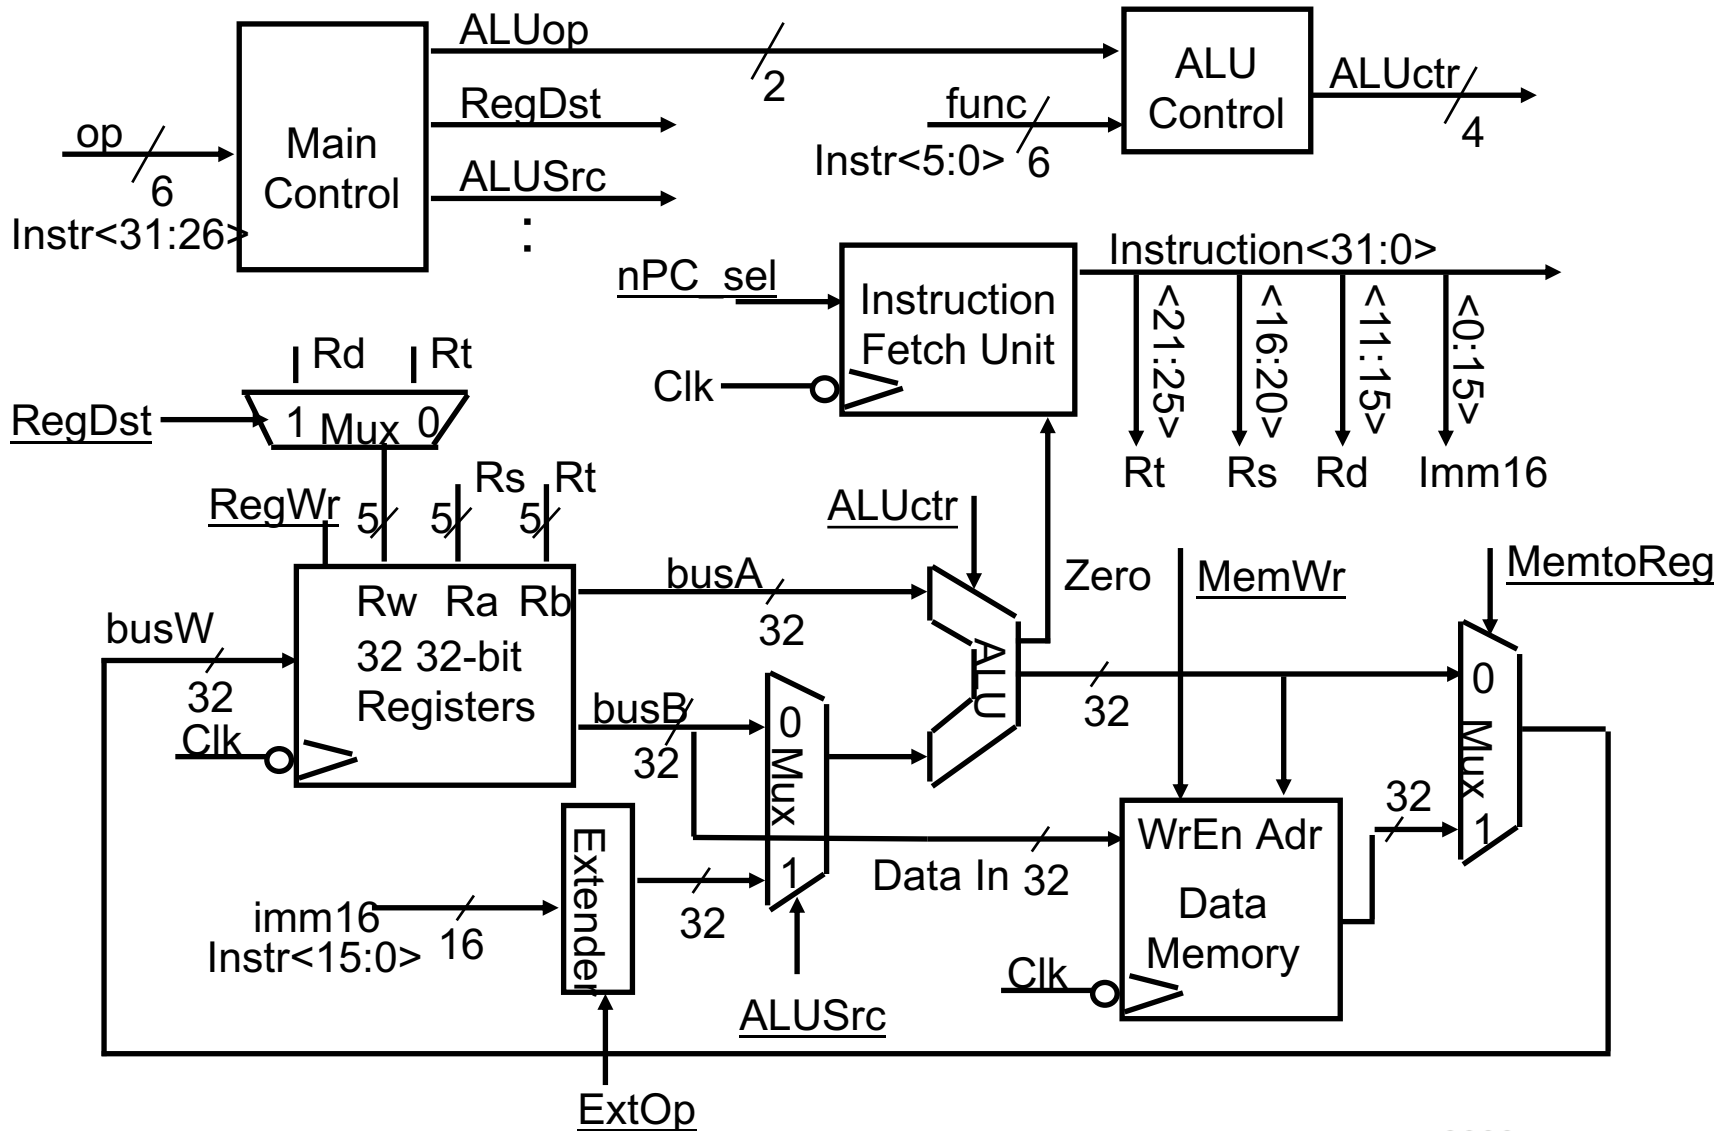 ALUop
2
RegDst
ALUSrc
:
op
6
Instr<31:26>
Main
Control
func
Instr<5:0>
6
ALU
Control
ALUctr
4
nPC_sel
Clk
Instruction
Fetch Unit
Instruction<31:0>
<21:25>
<16:20>
<11:15>
<0:15>
Rt
Rs
Rd
Imm16
Rd
Rt
RegDst
1 Mux 0
RegWr
5
5
5
Rs
Rt
busW
32
Clk
Rw Ra Rb
32 32-bit
Registers
busA
32
busB
32
0
Mux
1
ALUctr
ALU
Zero
32
MemWr
MemtoReg
0
Mux
1
32
WrEn Adr
Data
Memory
Clk
Data In 32
Extender
imm16
Instr<15:0>
16
32
ALUSrc
ExtOp